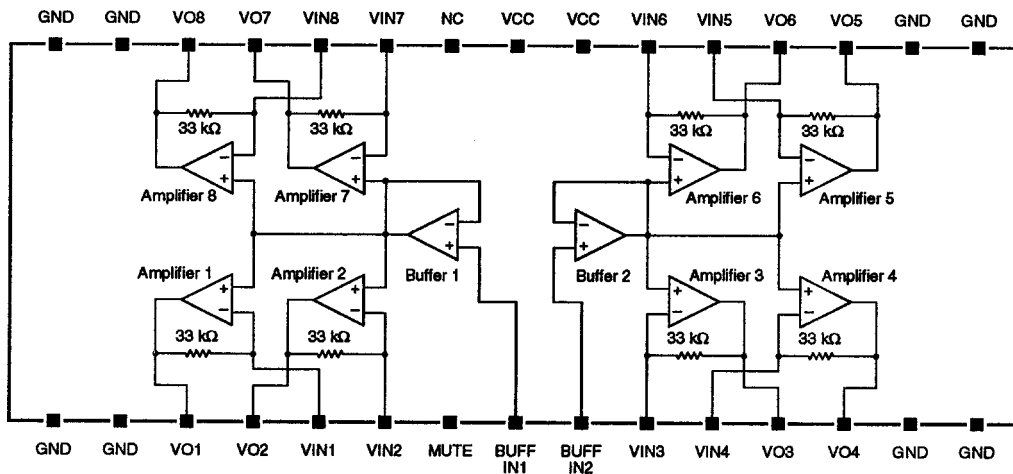 GND GND VO8 VO7 VIN8 VIN7 NC VCC VCC VIN6 VIN5 VO6 VO5 GND GND
33 kΩ 33 kΩ 33 kΩ 33 kΩ
− − − −
+ + + +
Amplifier 8 Amplifier 7 Amplifier 6 Amplifier 5
− −
+ +
Amplifier 1 Amplifier 2 Buffer 1 Buffer 2 Amplifier 3 Amplifier 4
+ + + +
− − − −
33 kΩ 33 kΩ 33 kΩ 33 kΩ
GND GND VO1 VO2 VIN1 VIN2 MUTE BUFF BUFF VIN3 VIN4 VO3 VO4 GND GND
IN1 IN2